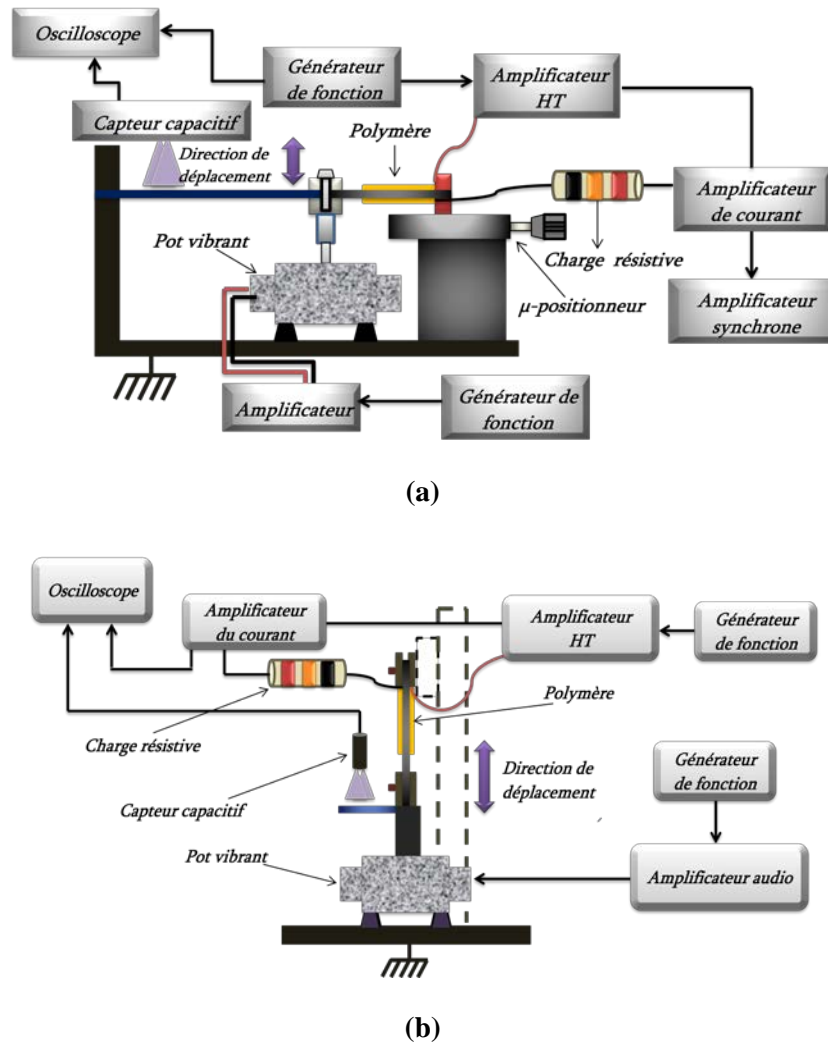 Oscilloscope
Générateur
de fonction
Amplificateur
HT
Capteur capacitif
Direction de
déplacement
Polymère
Amplificateur
de courant
Pot vibrant
Charge résistive
µ-positionneur
Amplificateur
synchrone
Amplificateur
Générateur de
fonction
(a)
Oscilloscope
Amplificateur
du courant
Amplificateur
HT
Générateur
de fonction
Polymère
Charge résistive
Direction de
déplacement
Générateur
de fonction
Capteur capacitif
Pot vibrant
Amplificateur audio
(b)